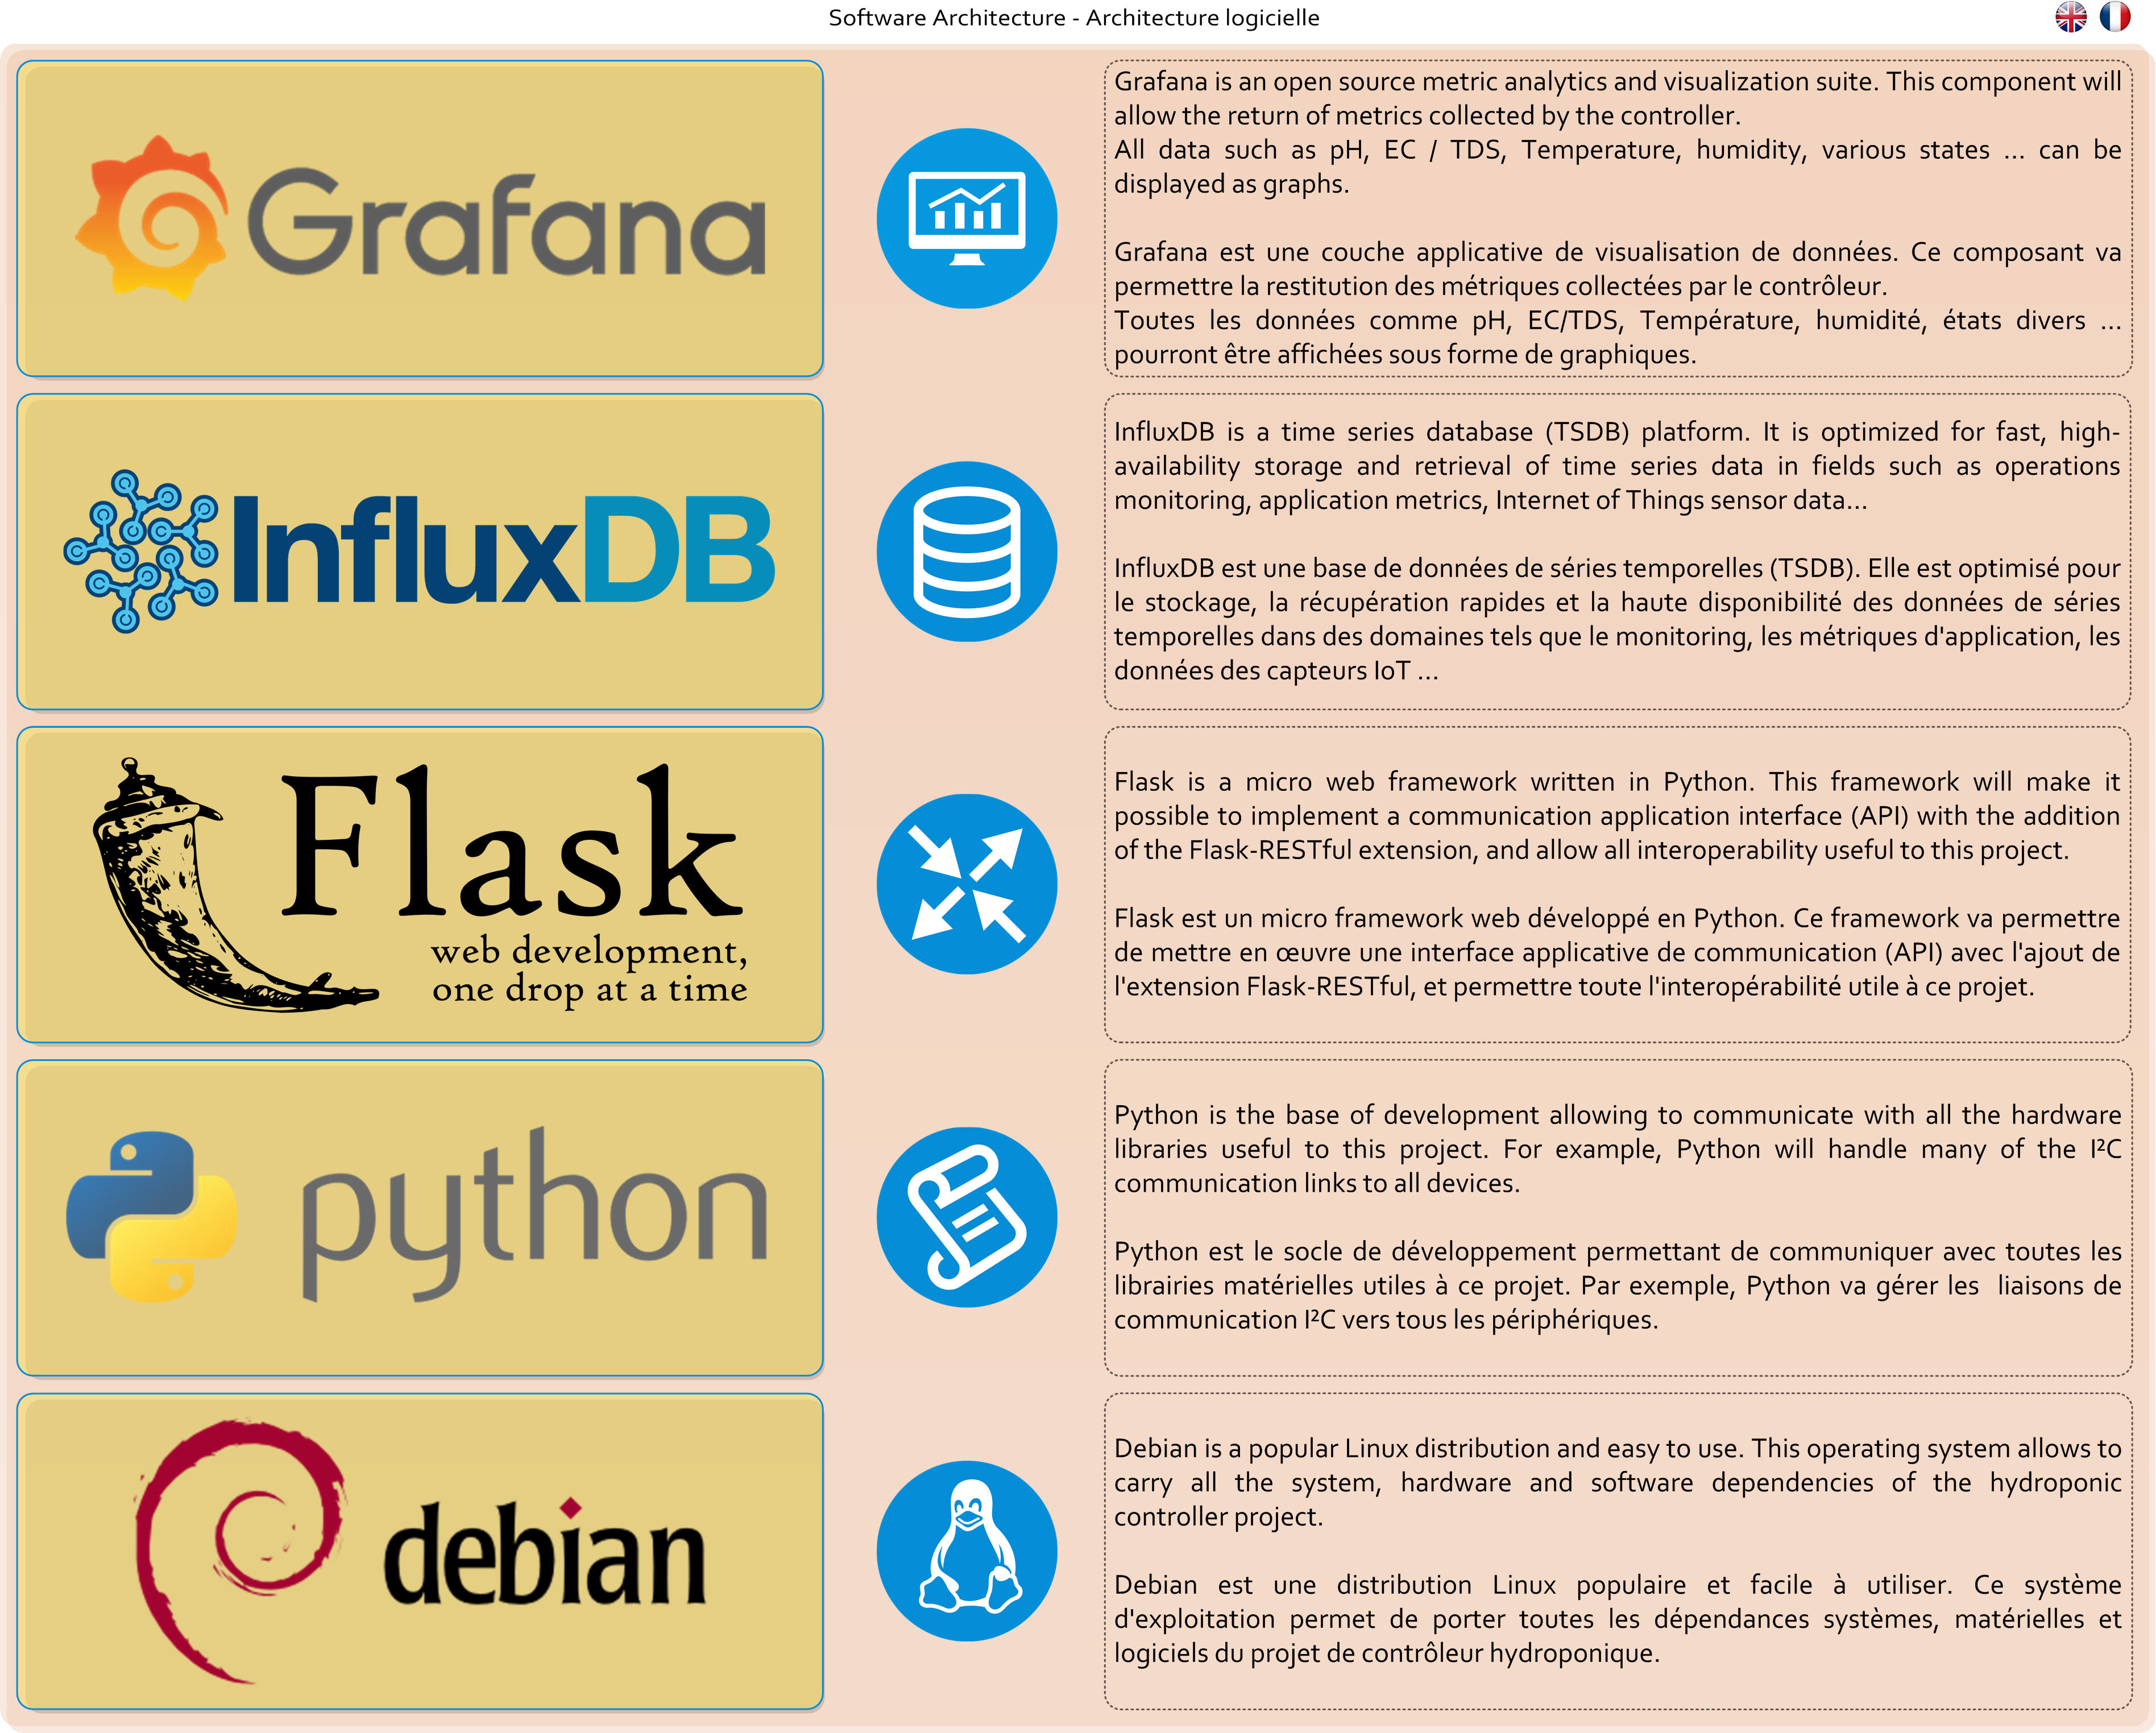 Software Architecture - Architecture logicielle
Grafana
Grafana is an open source metric analytics and visualization suite. This component will
allow the return of metrics collected by the controller.
All data such as pH, EC / TDS, Temperature, humidity, various states ... can be
displayed as graphs.
Grafana est une couche applicative de visualisation de données. Ce composant va
permettre la restitution des métriques collectées par le contrôleur.
Toutes les données comme pH, EC/TDS, Température, humidité, états divers ...
pourront être affichées sous forme de graphiques.
InfluxDB
InfluxDB is a time series database (TSDB) platform. It is optimized for fast, high-
availability storage and retrieval of time series data in fields such as operations
monitoring, application metrics, Internet of Things sensor data...
InfluxDB est une base de données de séries temporelles (TSDB). Elle est optimisé pour
le stockage, la récupération rapides et la haute disponibilité des données de séries
temporelles dans des domaines tels que le monitoring, les métriques d'application, les
données des capteurs IoT ...
Flask
web development,
one drop at a time
Flask is a micro web framework written in Python. This framework will make it
possible to implement a communication application interface (API) with the addition
of the Flask-RESTful extension, and allow all interoperability useful to this project.
Flask est un micro framework web développé en Python. Ce framework va permettre
de mettre en œuvre une interface applicative de communication (API) avec l'ajout de
l'extension Flask-RESTful, et permettre toute l'interopérabilité utile à ce projet.
python
Python is the base of development allowing to communicate with all the hardware
libraries useful to this project. For example, Python will handle many of the I²C
communication links to all devices.
Python est le socle de développement permettant de communiquer avec toutes les
librairies matérielles utiles à ce projet. Par exemple, Python va gérer les  liaisons de
communication I²C vers tous les périphériques.
debian
Debian is a popular Linux distribution and easy to use. This operating system allows to
carry all the system, hardware and software dependencies of the hydroponic
controller project.
Debian est une distribution Linux populaire et facile à utiliser. Ce système
d'exploitation permet de porter toutes les dépendances systèmes, matérielles et
logiciels du projet de contrôleur hydroponique.